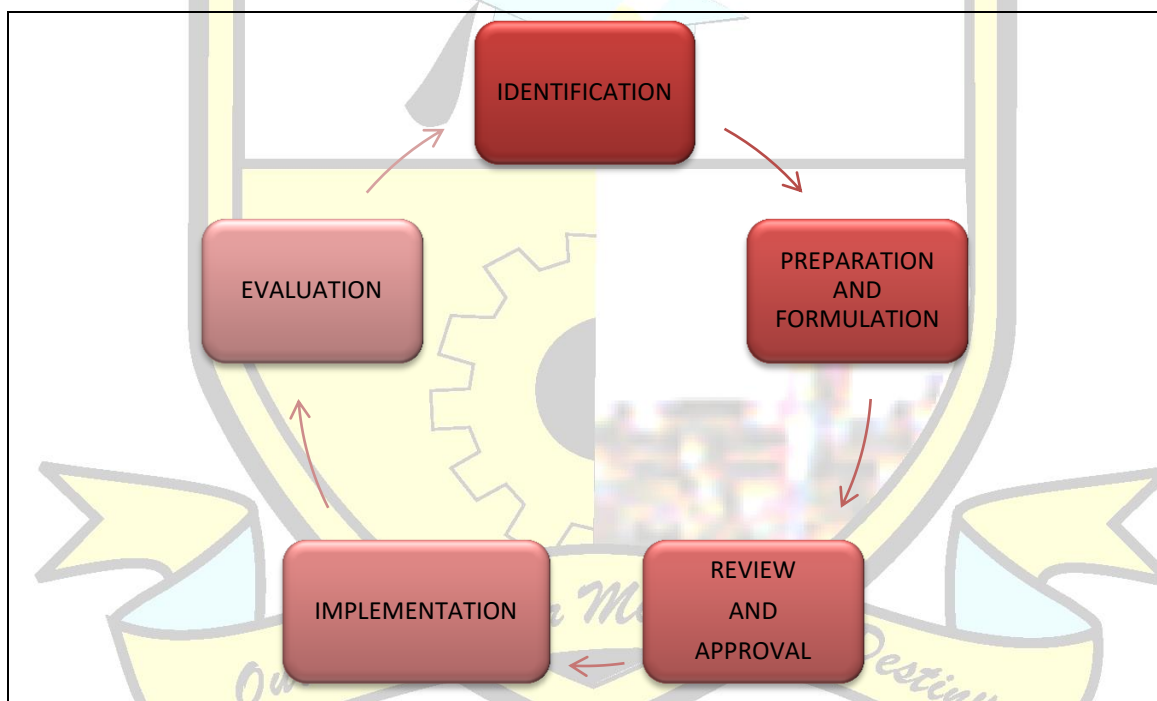 IDENTIFICATION
PREPARATION
AND
FORMULATION
REVIEW
AND
APPROVAL
IMPLEMENTATION
EVALUATION